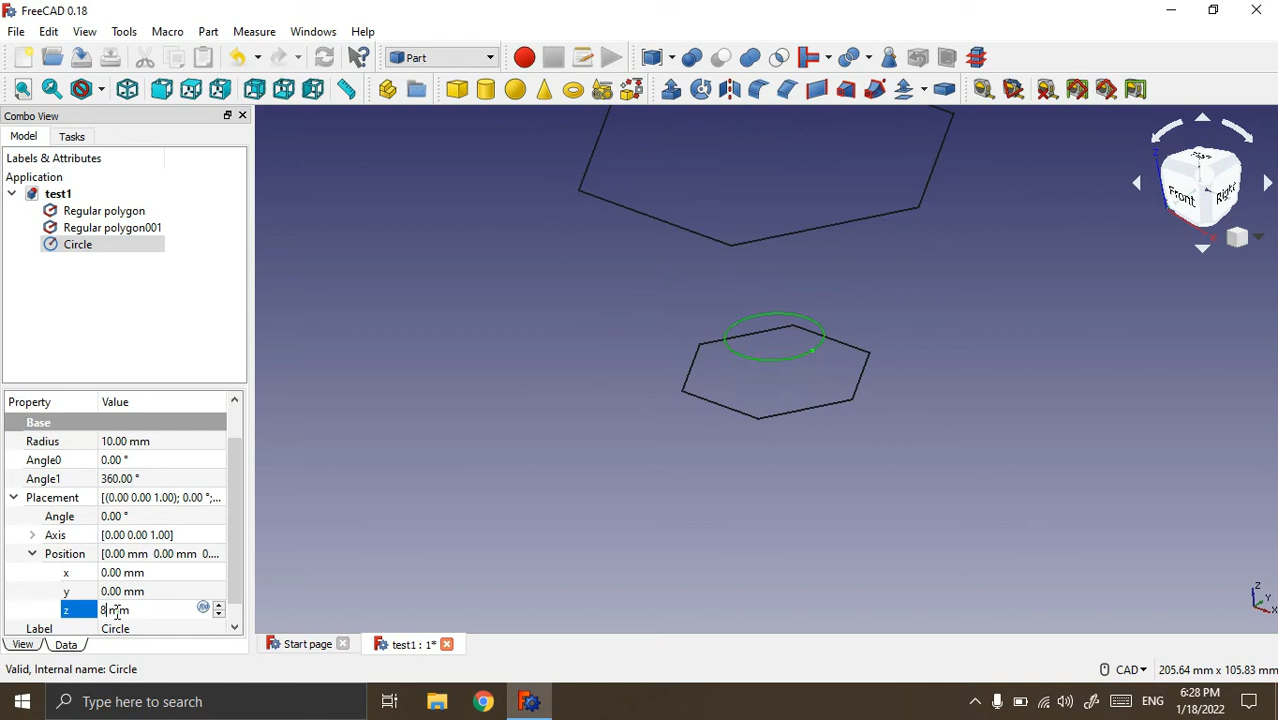 FreeCAD 0.18
File Edit View Tools Macro Part Measure Windows Help
Part
Combo View
Model Tasks
Labels & Attributes
Application
test1
Regular polygon
Regular polygon001
Circle
Property Value
Base
Radius 10.00 mm
Angle0 0.00 °
Angle1 360.00 °
Placement [(0.00 0.00 1.00); 0.00 °;...
Angle 0.00 °
Axis [0.00 0.00 1.00]
Position [0.00 mm 0.00 mm 0....
x 0.00 mm
y 0.00 mm
z 8 mm
Label Circle
View Data
Front Right
Z
Z
Y
X
Start page test1 : 1*
Valid, Internal name: Circle
CAD 205.64 mm x 105.83 mm
Type here to search
ENG
6:28 PM
1/18/2022